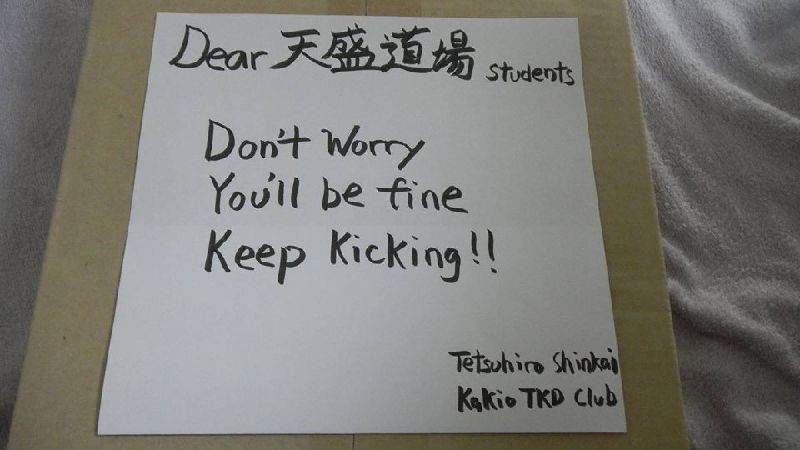 Dear 天盛道場 students
Don't Worry
You'll be fine
Keep Kicking!!
Tetsuhiro Shinkai
Kakio TKD Club